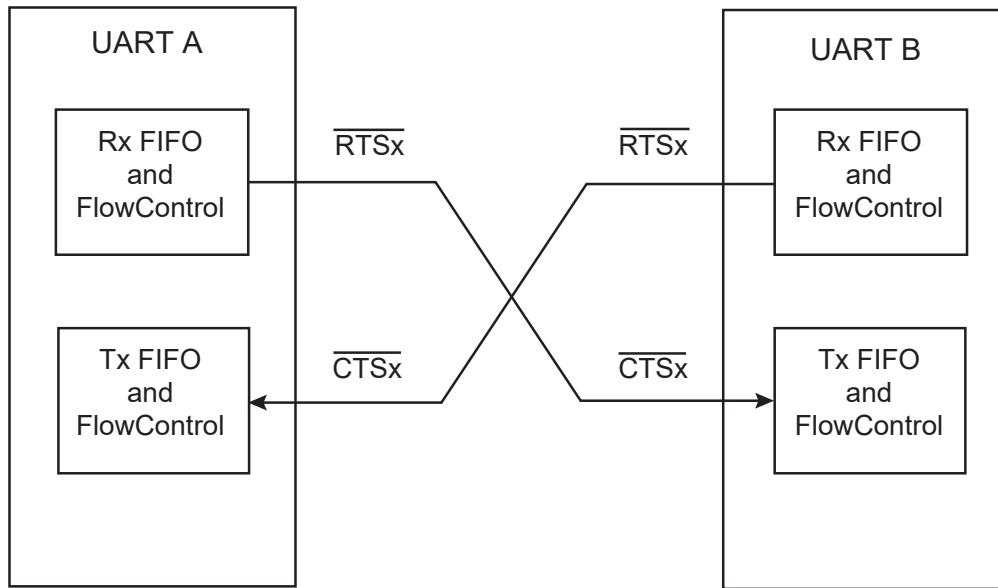 UART A
UART B
Rx FIFO
and
FlowControl
RTSx
RTSx
Rx FIFO
and
FlowControl
Tx FIFO
and
FlowControl
CTSx
CTSx
Tx FIFO
and
FlowControl